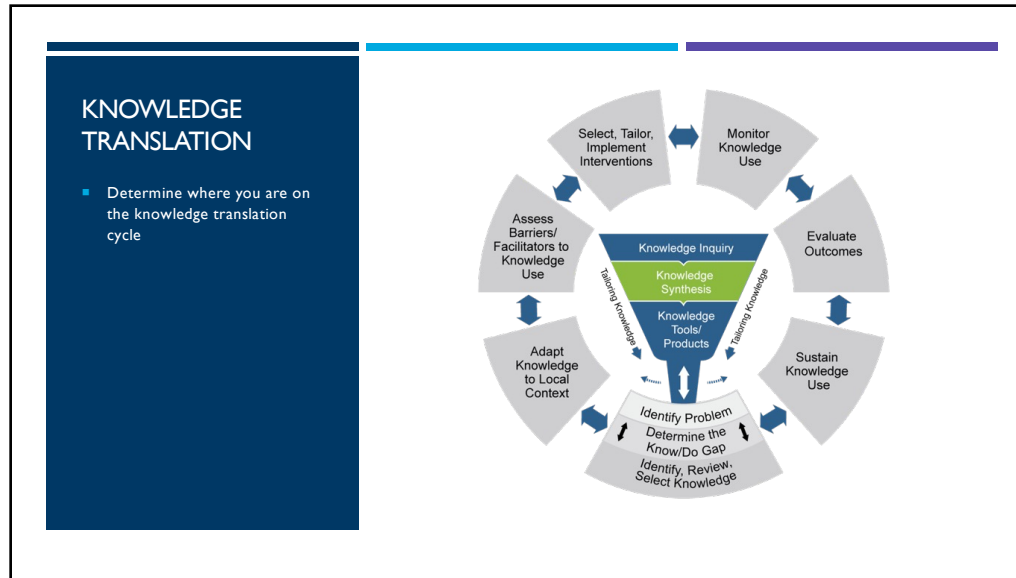 KNOWLEDGE
TRANSLATION
Determine where you are on
the knowledge translation
cycle
Select, Tailor,
Implement
Interventions
Monitor
Knowledge
Use
Assess
Barriers/
Facilitators to
Knowledge
Use
Evaluate
Outcomes
Knowledge Inquiry
Knowledge
Synthesis
Knowledge
Tools/
Products
Tailoring Knowledge
Tailoring Knowledge
Adapt
Knowledge
to Local
Context
Sustain
Knowledge
Use
Identify Problem
Determine the
Know/Do Gap
Identify, Review,
Select Knowledge